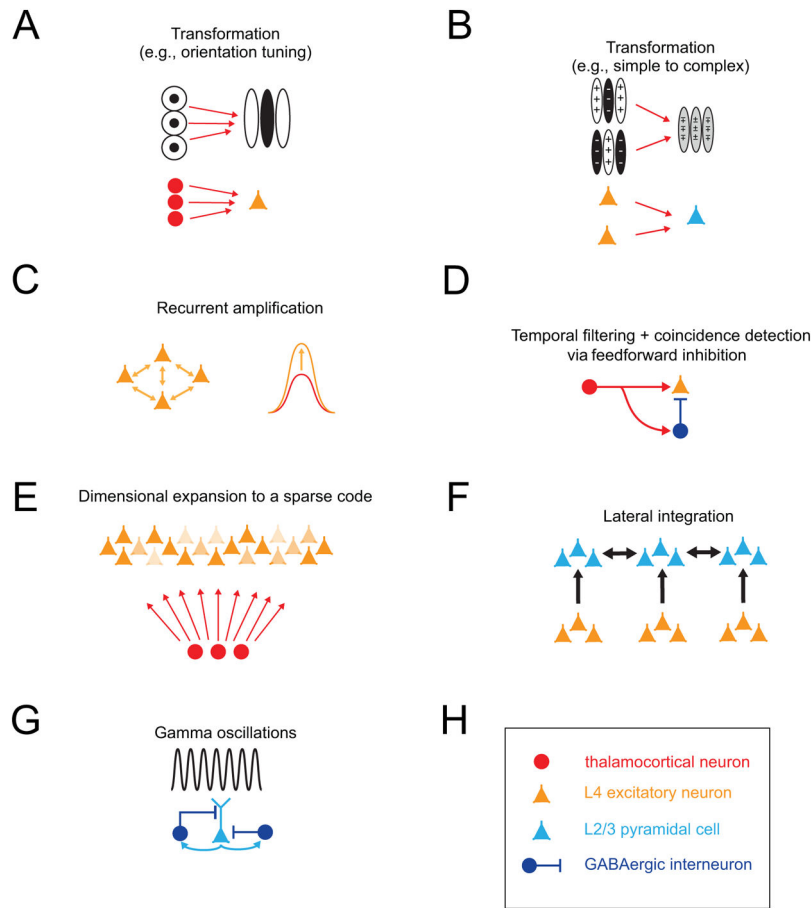 A
Transformation
(e.g., orientation tuning)
B
Transformation
(e.g., simple to complex)
C
Recurrent amplification
D
Temporal filtering + coincidence detection
via feedforward inhibition
E
Dimensional expansion to a sparse code
F
Lateral integration
G
Gamma oscillations
H
thalamocortical neuron
L4 excitatory neuron
L2/3 pyramidal cell
GABAergic interneuron